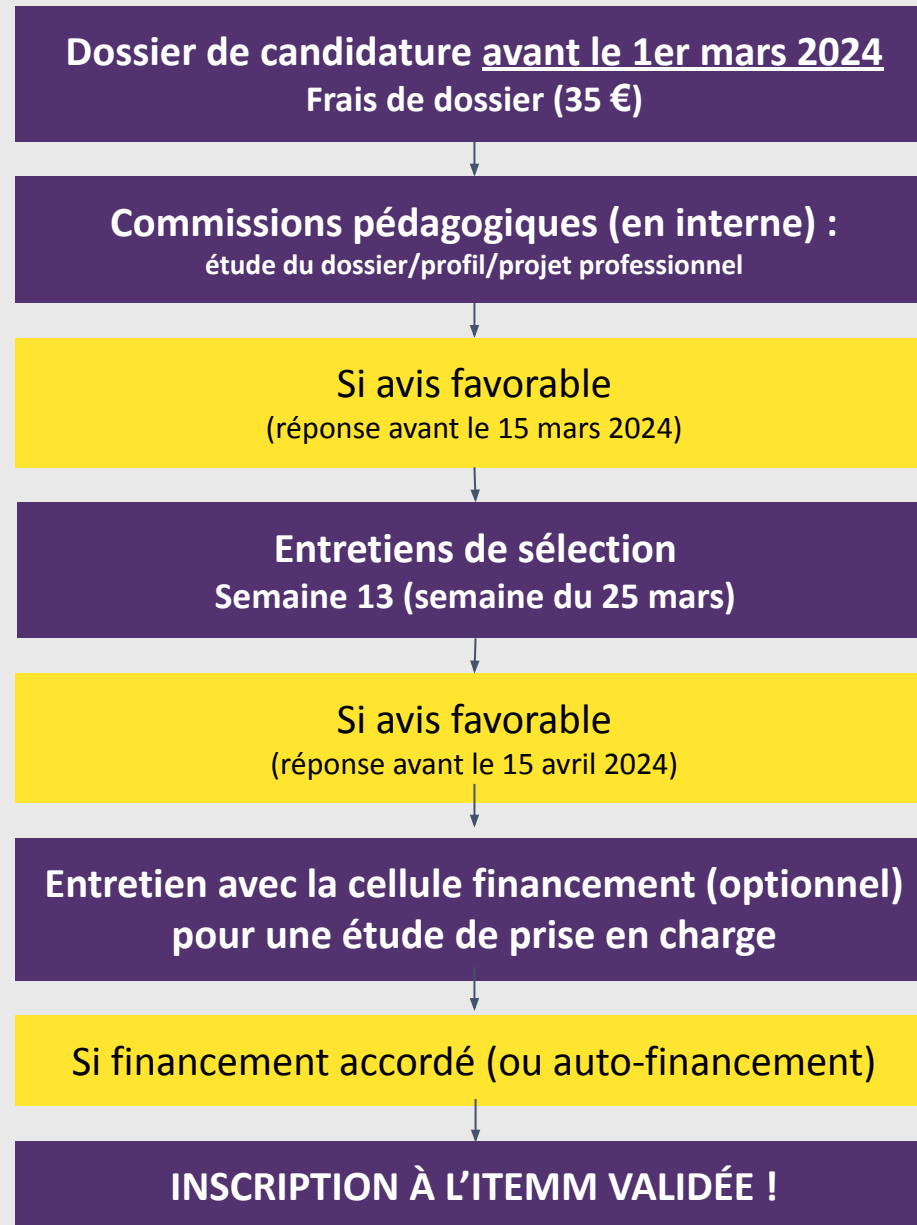 Dossier de candidature avant le 1er mars 2024
Frais de dossier (35 €)
Commissions pédagogiques (en interne) :
étude du dossier/profil/projet professionnel
Si avis favorable
(réponse avant le 15 mars 2024)
Entretiens de sélection
Semaine 13 (semaine du 25 mars)
Si avis favorable
(réponse avant le 15 avril 2024)
Entretien avec la cellule financement (optionnel)
pour une étude de prise en charge
Si financement accordé (ou auto-financement)
INSCRIPTION À L’ITEMM VALIDÉE !